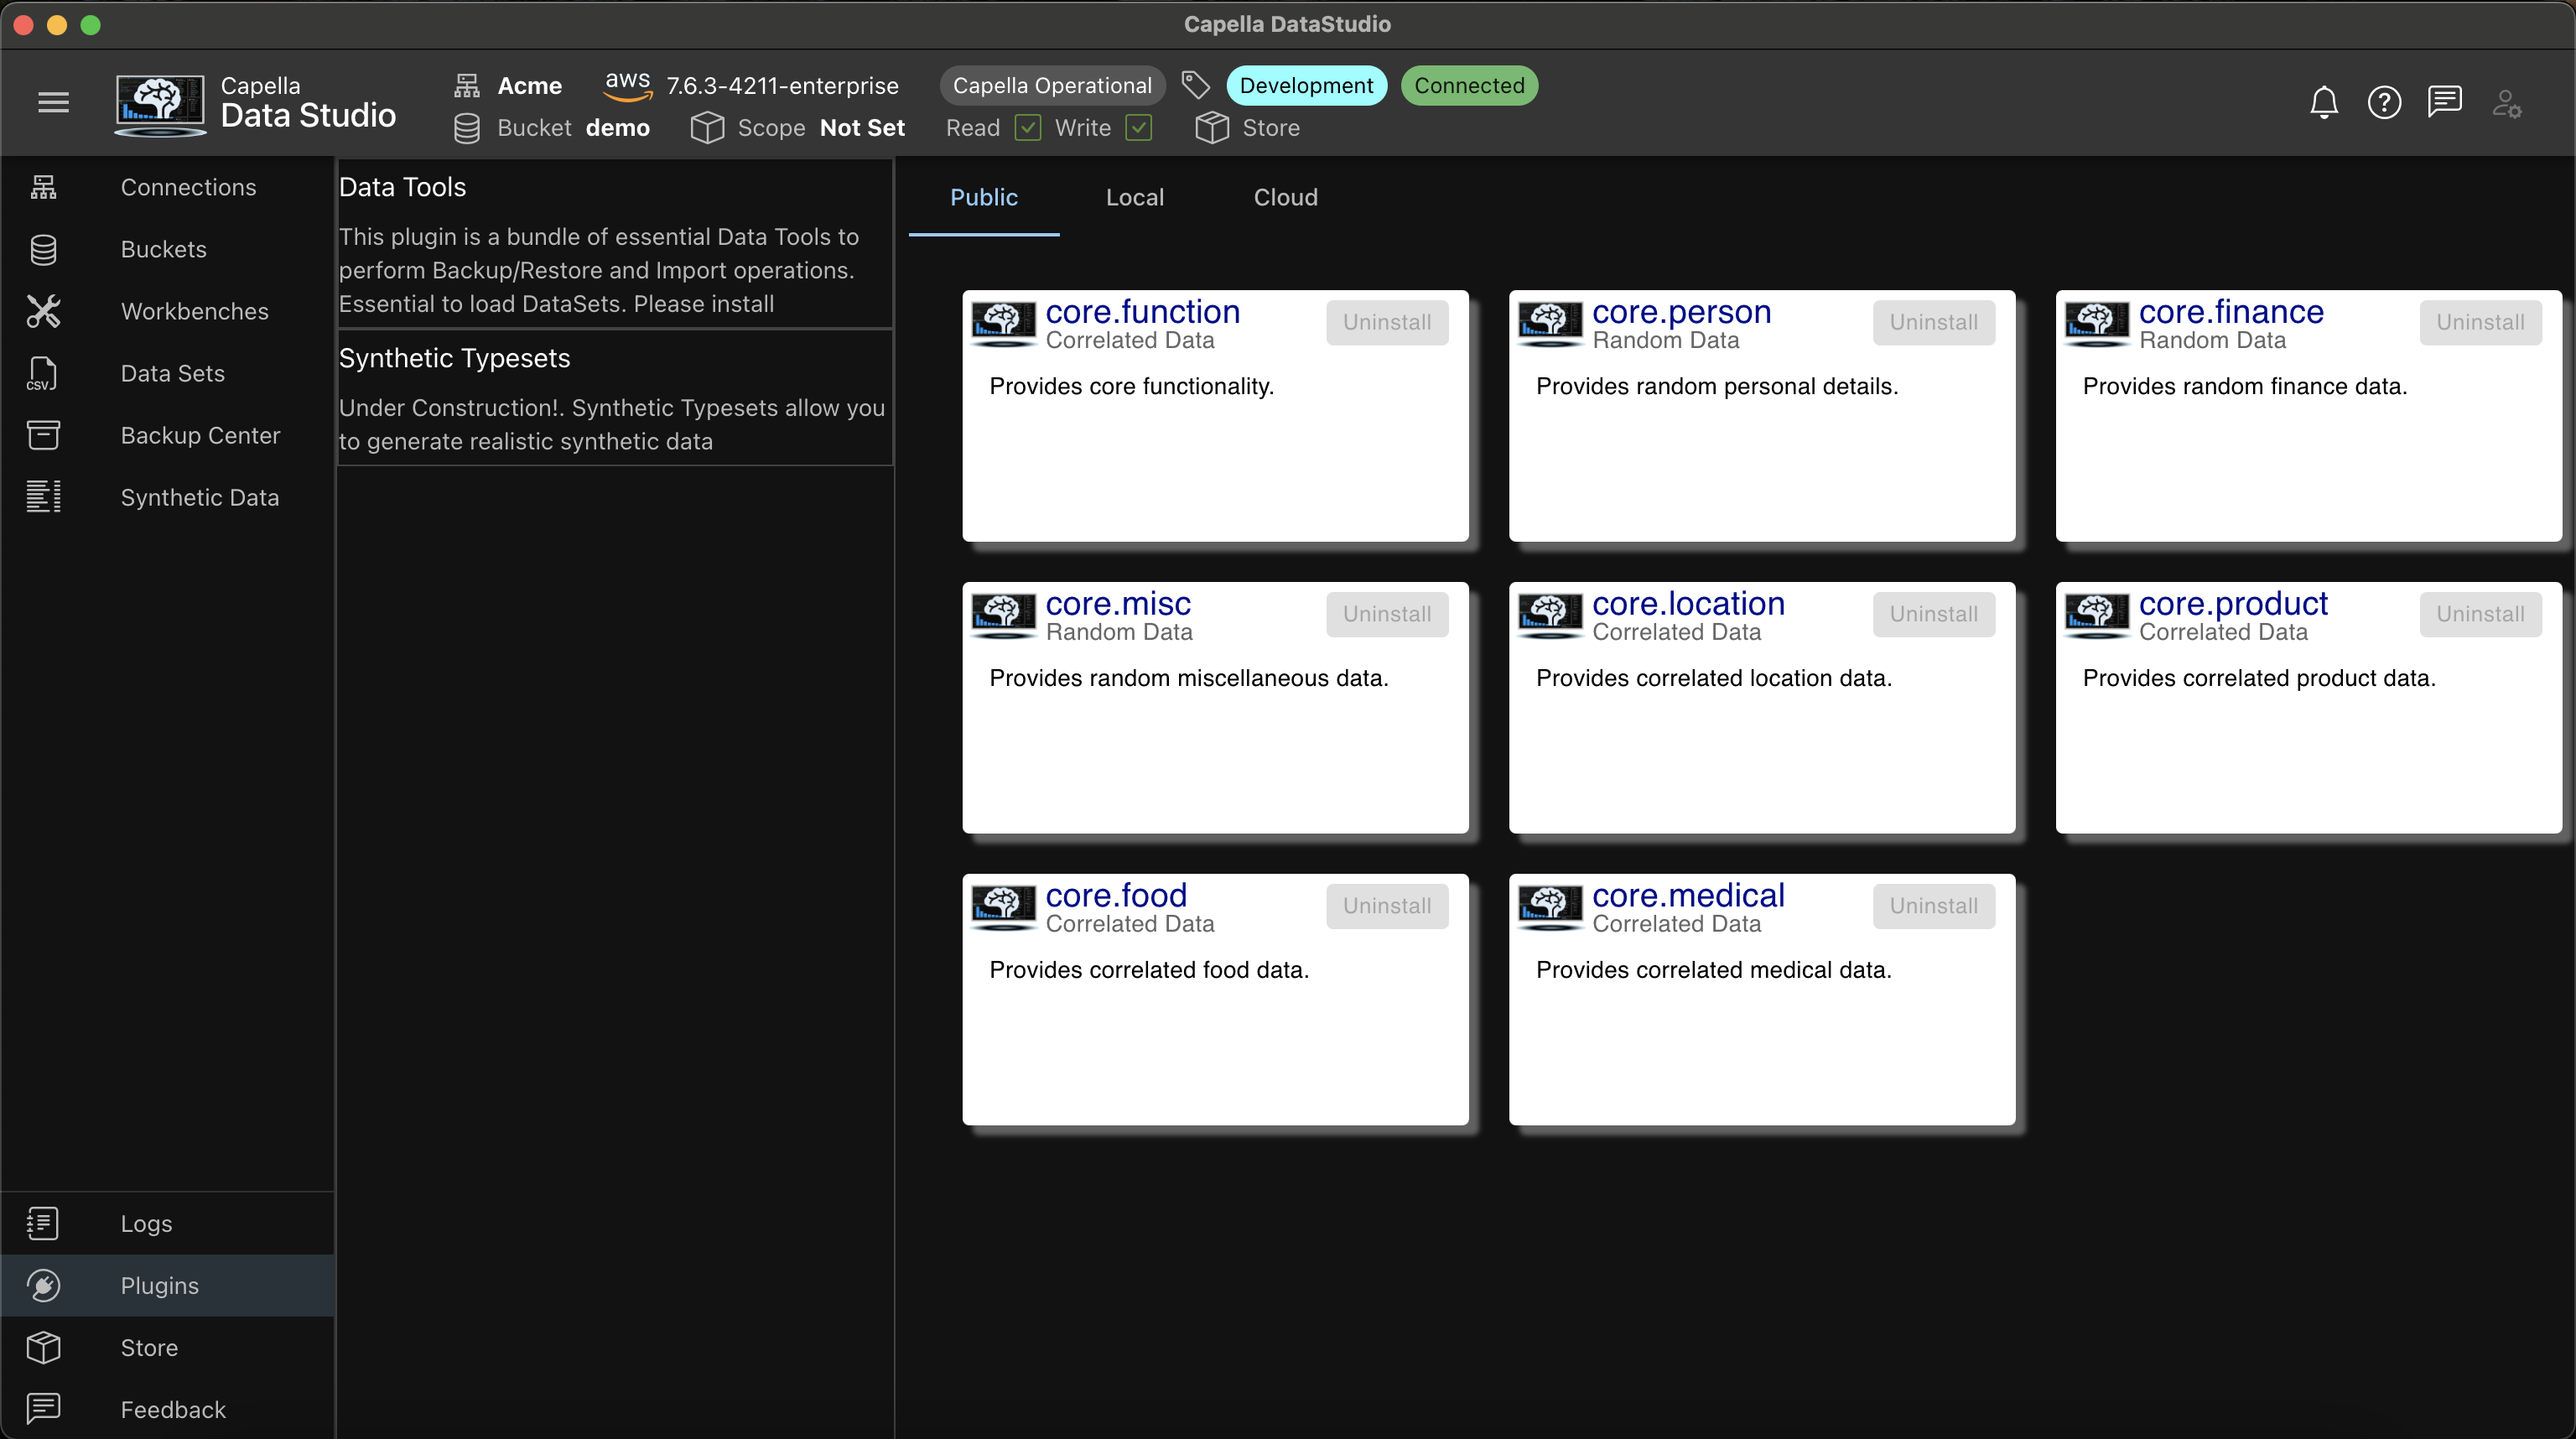 Capella DataStudio
Capella
Data Studio
Acme
aws
7.6.3-4211-enterprise
Capella Operational
Development
Connected
Bucket demo
Scope Not Set
Read
Write
Store
Connections
Buckets
Workbenches
CSV
Data Sets
Backup Center
Synthetic Data
Logs
Plugins
Store
Feedback
Data Tools
This plugin is a bundle of essential Data Tools to
perform Backup/Restore and Import operations.
Essential to load DataSets. Please install
Synthetic Typesets
Under Construction!. Synthetic Typesets allow you
to generate realistic synthetic data
Public
Local
Cloud
core.function
Correlated Data
Uninstall
Provides core functionality.
core.person
Random Data
Uninstall
Provides random personal details.
core.finance
Random Data
Uninstall
Provides random finance data.
core.misc
Random Data
Uninstall
Provides random miscellaneous data.
core.location
Correlated Data
Uninstall
Provides correlated location data.
core.product
Correlated Data
Uninstall
Provides correlated product data.
core.food
Correlated Data
Uninstall
Provides correlated food data.
core.medical
Correlated Data
Uninstall
Provides correlated medical data.